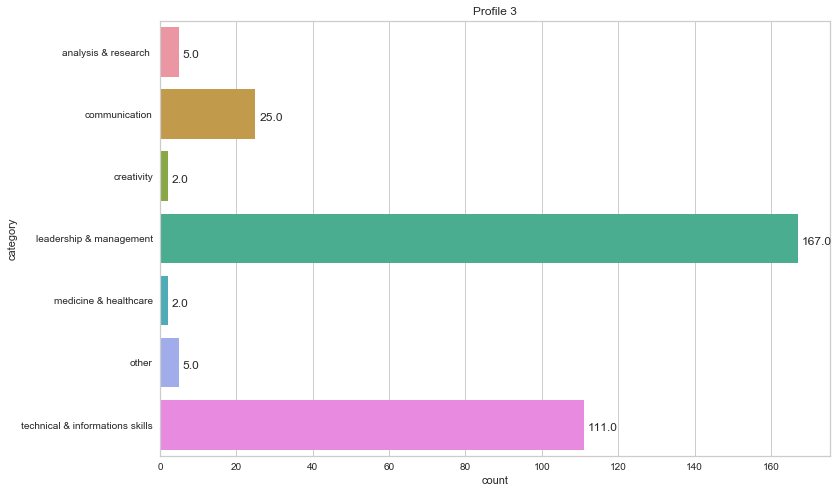 Profile 3
category
analysis & research 5.0
communication 25.0
creativity 2.0
leadership & management 167.0
medicine & healthcare 2.0
other 5.0
technical & informations skills 111.0
0 20 40 60 80 100 120 140 160
count